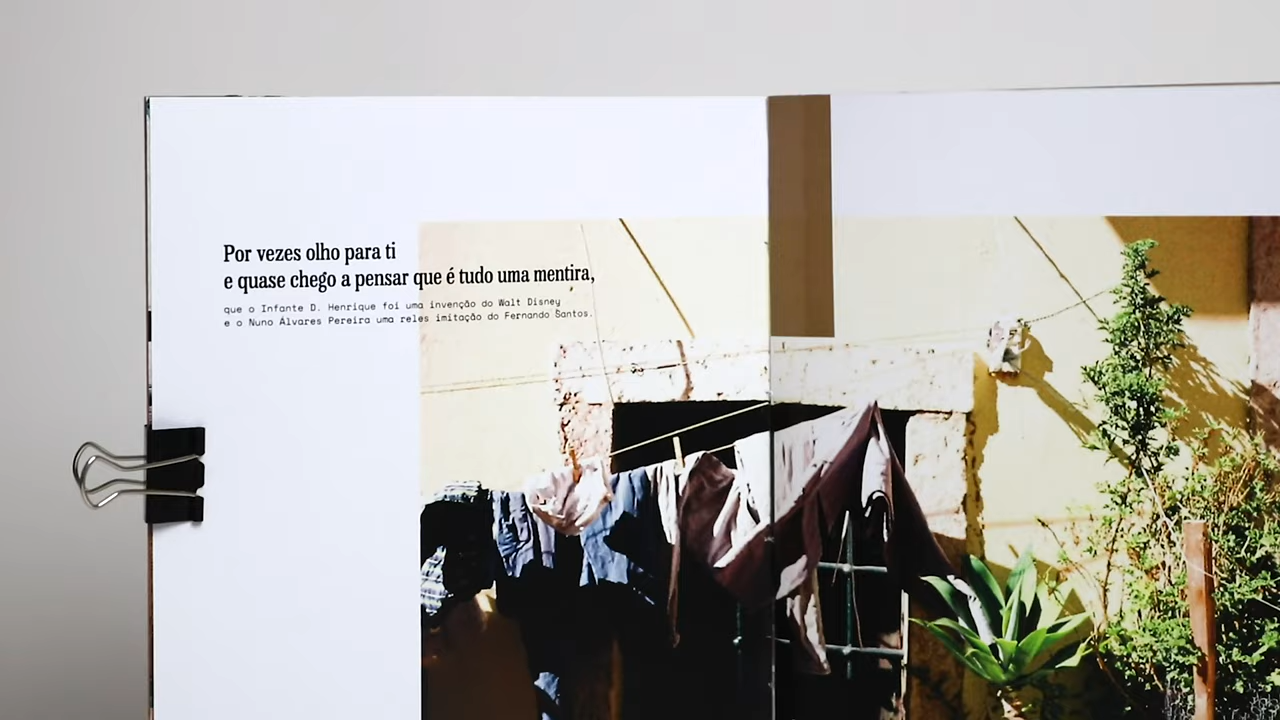 Por vezes olho para ti
e quase chego a pensar que é tudo uma mentira,
que o Infante D. Henrique foi uma invenção do Walt Disney
e o Nuno Álvares Pereira uma reles imitação do Fernando Santos.